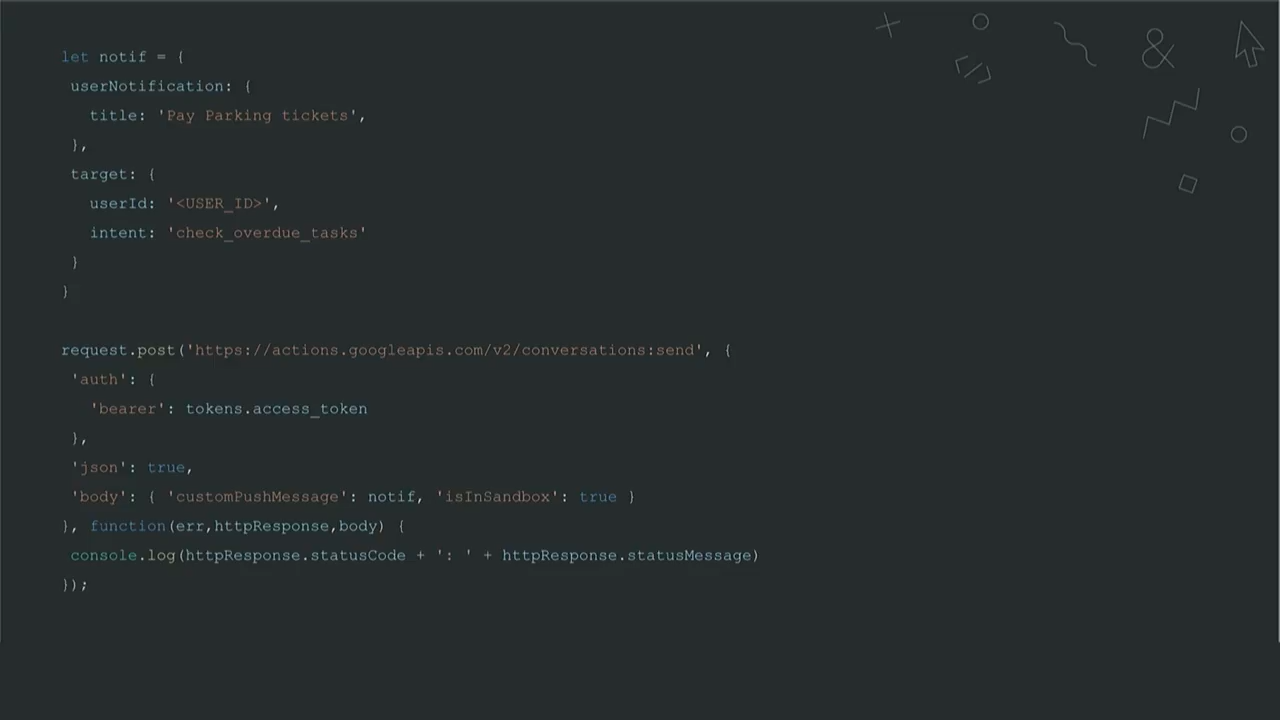 let notif = {
userNotification: {
title: 'Pay Parking tickets',
},
target: {
userId: '<USER_ID>',
intent: 'check_overdue_tasks'
}
}
request.post('https://actions.googleapis.com/v2/conversations:send', {
'auth': {
'bearer': tokens.access_token
},
'json': true,
'body': { 'customPushMessage': notif, 'isInSandbox': true }
}, function(err,httpResponse,body) {
console.log(httpResponse.statusCode + ': ' + httpResponse.statusMessage)
});